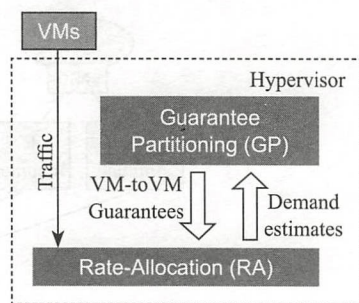 VMs
Hypervisor
Guarantee
Partitioning (GP)
Traffic
VM-toVM
Guarantees
Demand
estimates
Rate-Allocation (RA)